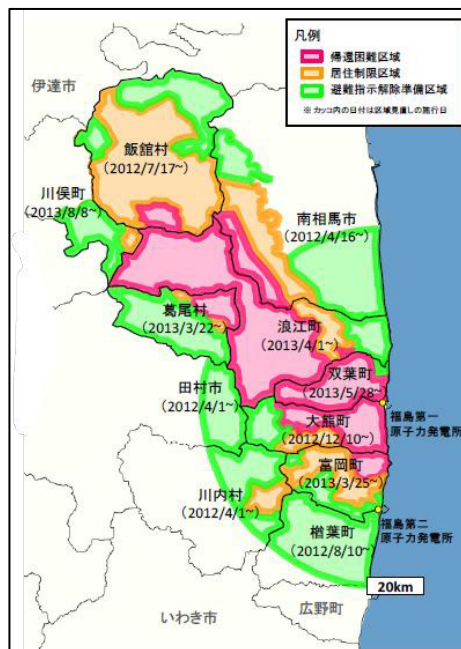 凡例
帰還困難区域
居住制限区域
避難指示解除準備区域
※ カッコ内の日付は区域見直しの施行日
伊達市
飯舘村
(2012/7/17~)
川俣町
(2013/8/8~)
南相馬市
(2012/4/16~)
葛尾村
(2013/3/22~)
浪江町
(2013/4/1~)
田村市
(2012/4/1~)
双葉町
(2013/5/28~)
福島第一
原子力発電所
大熊町
(2012/12/10~)
富岡町
(2013/3/25~)
川内村
(2012/4/1~)
福島第二
原子力発電所
楢葉町
(2012/8/10~)
20km
いわき市
広野町